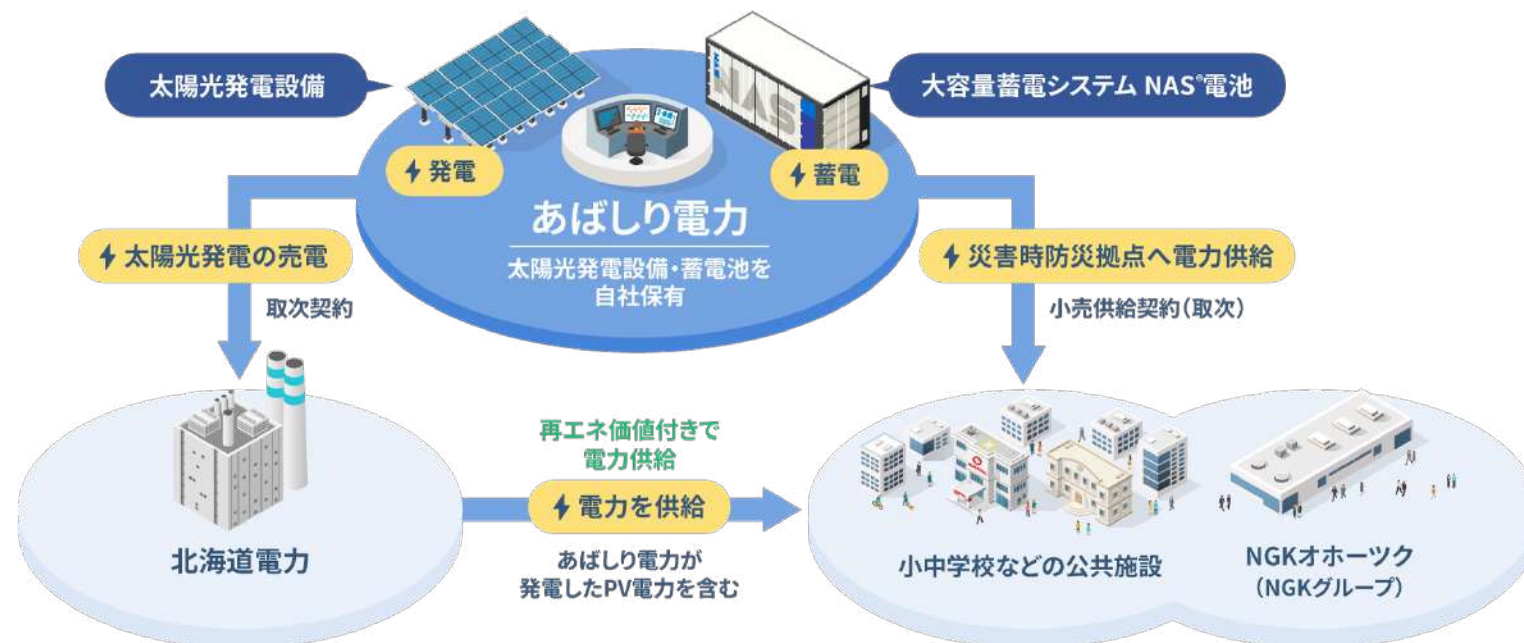 太陽光発電設備
大容量蓄電システム NAS®電池
NAS
発電
蓄電
あばしり電力
太陽光発電設備・蓄電池を
自社保有
太陽光発電の売電
取次契約
災害時防災拠点へ電力供給
小売供給契約(取次)
再エネ価値付きで
電力供給
電力を供給
あばしり電力が
発電したPV電力を含む
北海道電力
小中学校などの公共施設
NGKオホーツク
(NGKグループ)